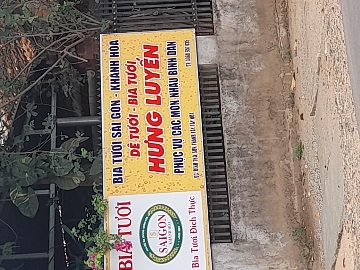 BIA TƯƠI SÀI GÒN - KHÁNH HÒA
DÊ TƯƠI - BIA TƯƠI
HƯNG LUYẾN
PHỤC VỤ CÁC MÓN NHẬU BÌNH DÂN
BIA TƯƠI
SAIGON
Bia Tươi Đích Thực